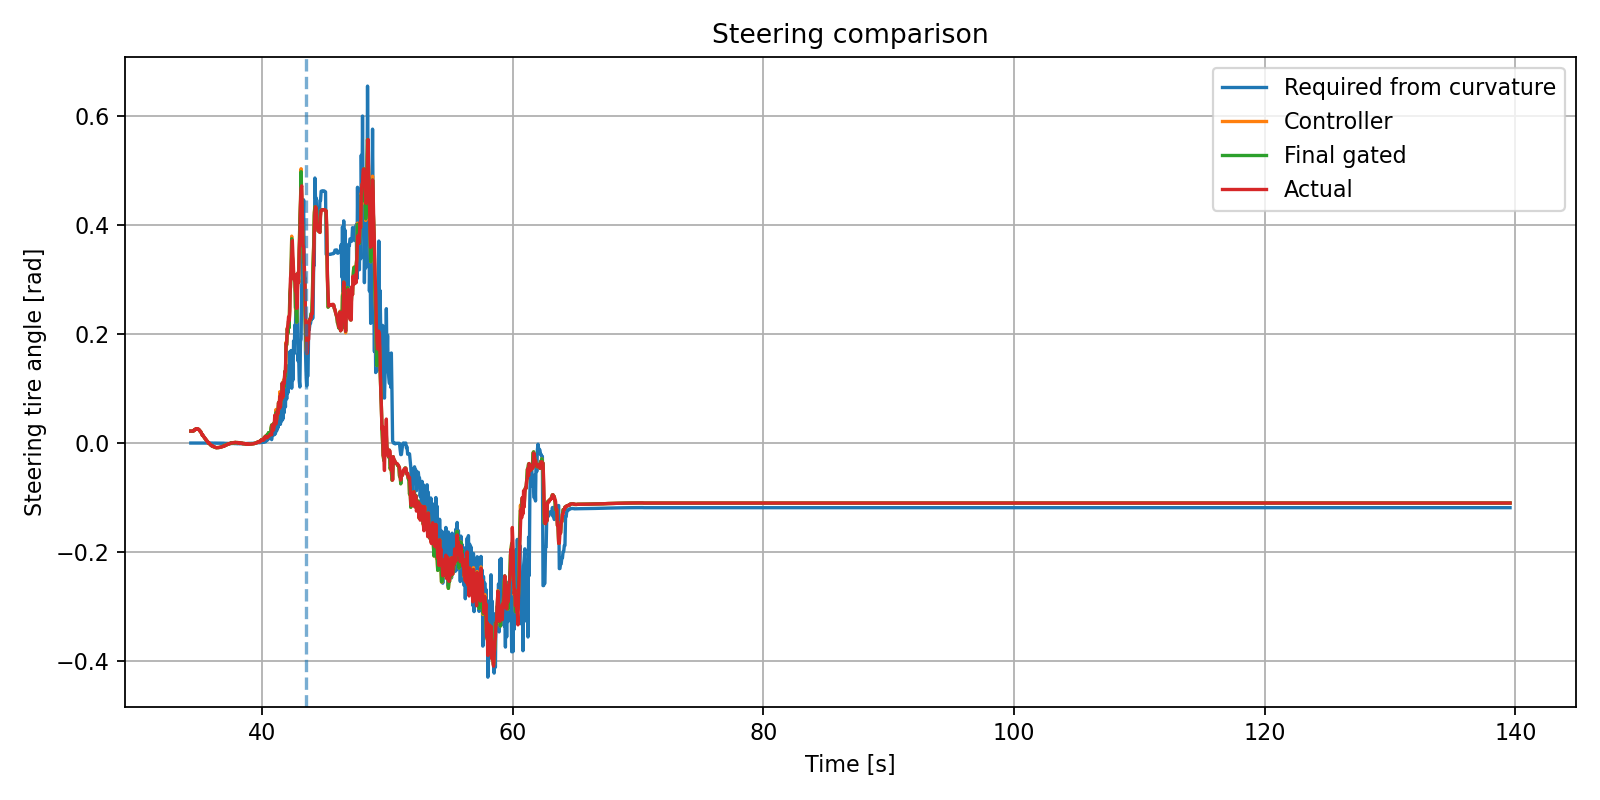 Steering comparison
Required from curvature
Controller
Final gated
Actual
Steering tire angle [rad]
0.6
0.4
0.2
0.0
−0.2
−0.4
40 60 80 100 120 140
Time [s]